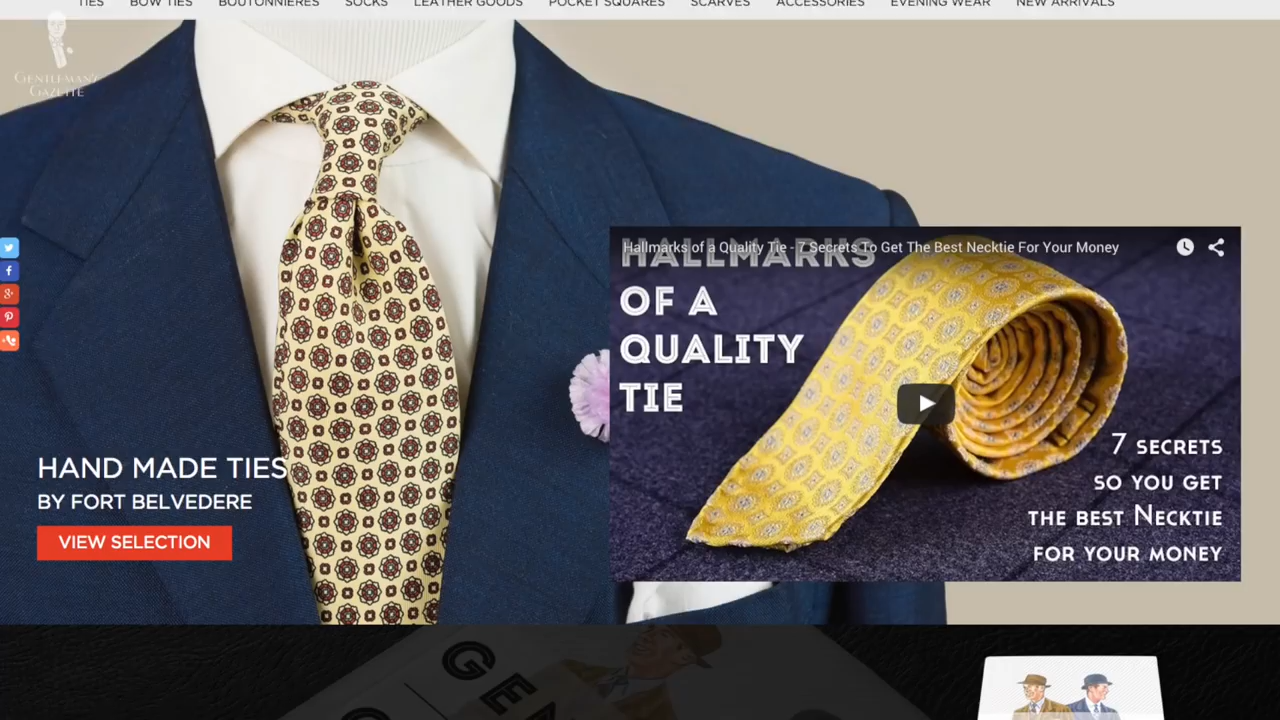 TIES BOW TIES BOUTONNIERES SOCKS LEATHER GOODS POCKET SQUARES SCARVES ACCESSORIES EVENING WEAR NEW ARRIVALS
GENTLEMAN'S
GAZETTE
Hallmarks of a Quality Tie - 7 Secrets To Get The Best Necktie For Your Money
HALLMARKS
OF A
QUALITY
TIE
7 SECRETS
SO YOU GET
THE BEST NECKTIE
FOR YOUR MONEY
HAND MADE TIES
BY FORT BELVEDERE
VIEW SELECTION